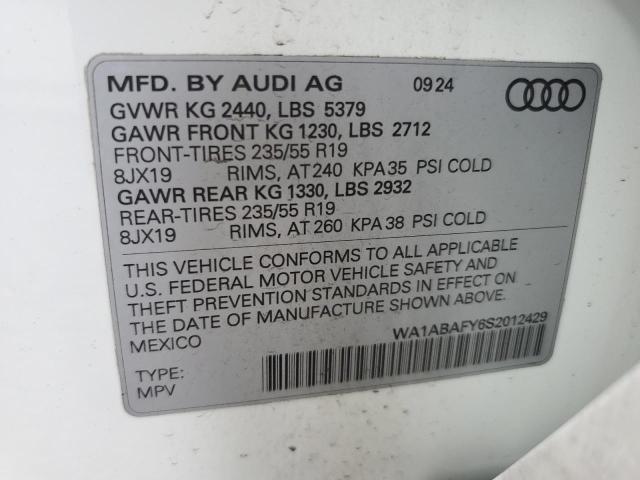 MFD. BY AUDI AG 09 24
GVWR KG 2440, LBS 5379
GAWR FRONT KG 1230, LBS 2712
FRONT-TIRES 235/55 R19
8JX19 RIMS, AT 240 KPA 35 PSI COLD
GAWR REAR KG 1330, LBS 2932
REAR-TIRES 235/55 R19
8JX19 RIMS, AT 260 KPA 38 PSI COLD
THIS VEHICLE CONFORMS TO ALL APPLICABLE
U.S. FEDERAL MOTOR VEHICLE SAFETY AND
THEFT PREVENTION STANDARDS IN EFFECT ON
THE DATE OF MANUFACTURE SHOWN ABOVE.
MEXICO
WA1ABAFY6S2012429
TYPE:
MPV